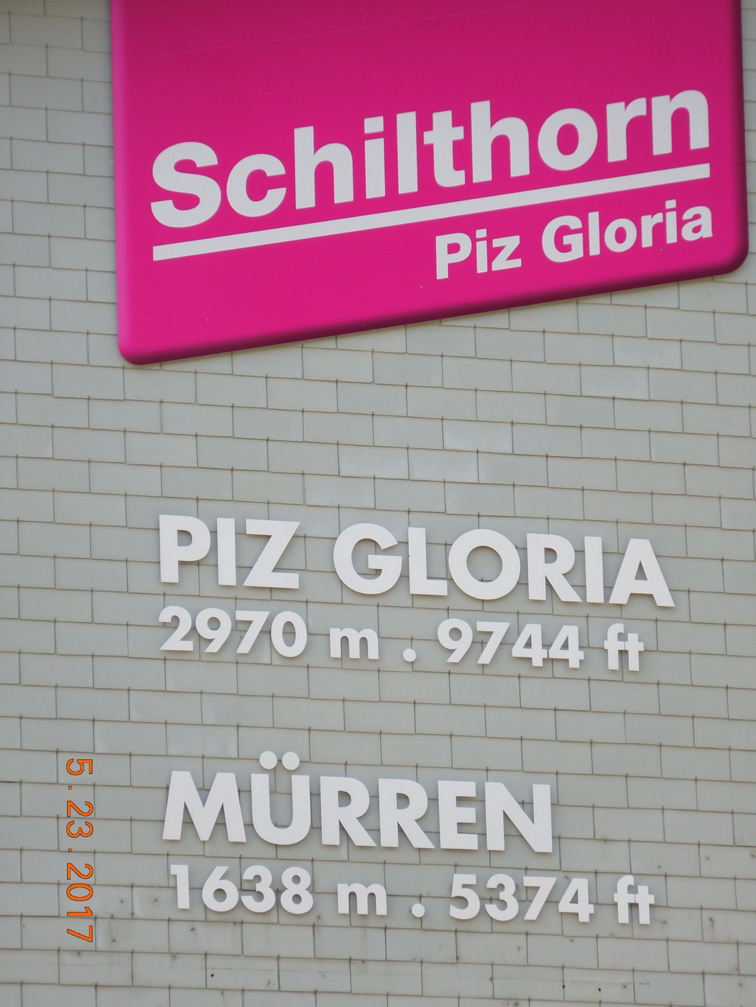 Schilthorn
Piz Gloria
PIZ GLORIA
2970 m . 9744 ft
MÜRREN
1638 m . 5374 ft
5.23.2017